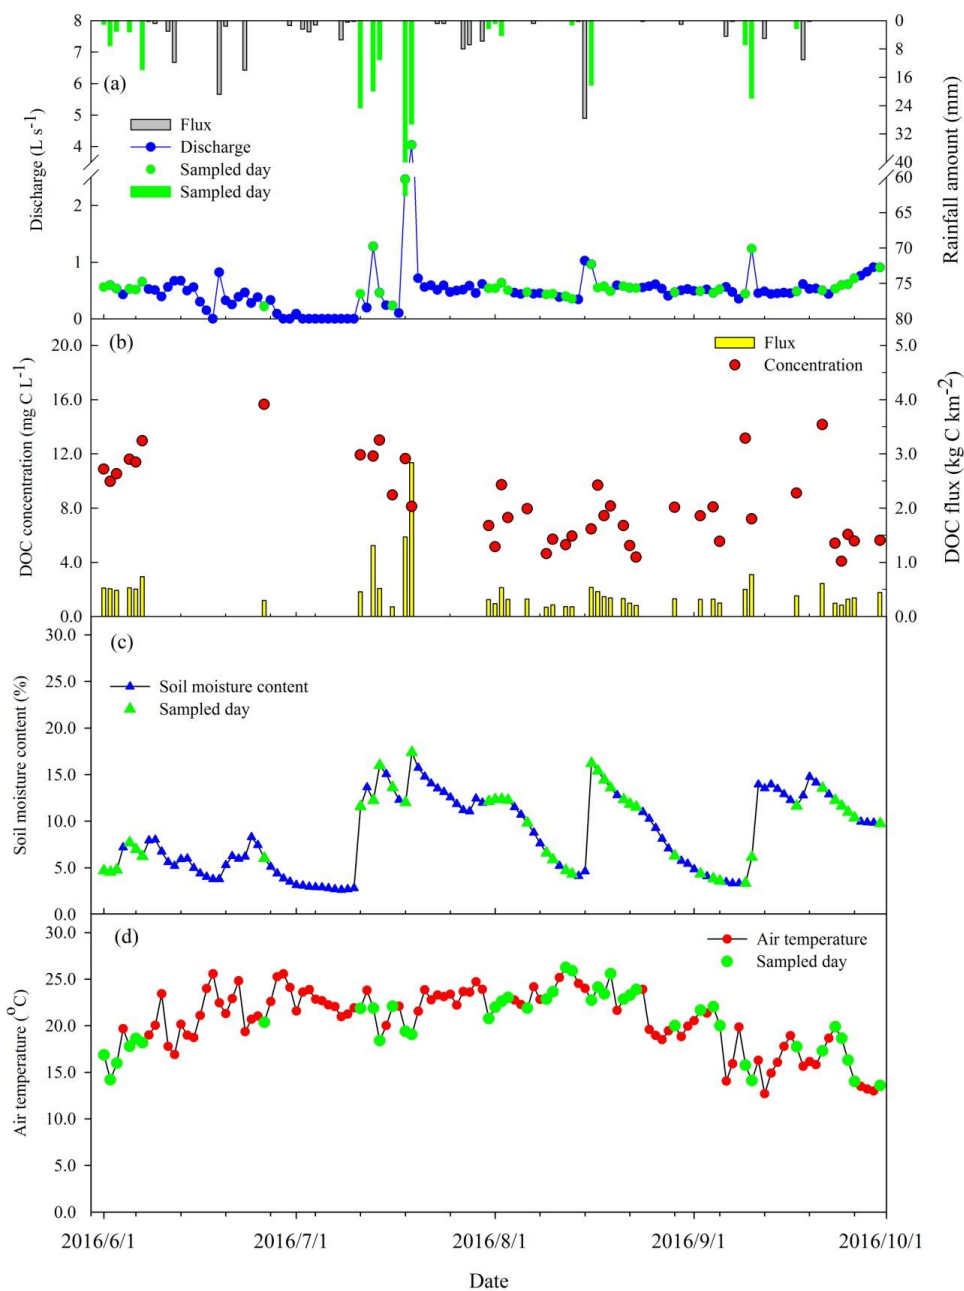 8
7
6
5
4
2
1
0
0
8
16
24
32
40
60
65
70
75
80
Discharge (L s-1)
Rainfall amount (mm)
(a)
Flux
Discharge
Sampled day
Sampled day
20.0
16.0
12.0
8.0
4.0
0.0
5.0
4.0
3.0
2.0
1.0
0.0
DOC concentration (mg C L-1)
DOC flux (kg C km-2)
(b)
Flux
Concentration
30.0
25.0
20.0
15.0
10.0
5.0
0.0
Soil moisture content (%)
(c)
Soil moisture content
Sampled day
30.0
25.0
20.0
15.0
10.0
5.0
0.0
Air temperature (°C)
(d)
Air temperature
Sampled day
2016/6/1
2016/7/1
2016/8/1
2016/9/1
2016/10/1
Date